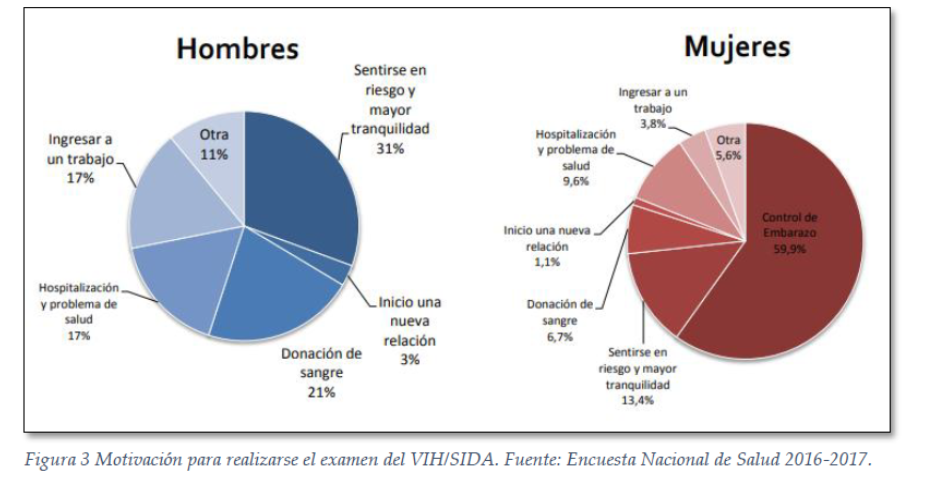 Hombres
Sentirse en
riesgo y
mayor
tranquilidad
31%
Inicio una
nueva
relación
3%
Donación de
sangre
21%
Hospitalización
y problema de
salud
17%
Ingresar a
un trabajo
17%
Otra
11%
Mujeres
Control de
Embarazo
59,9%
Sentirse en
riesgo y mayor
tranquilidad
13,4%
Donación de
sangre
6,7%
Inicio una nueva
relación
1,1%
Hospitalización
y problema de
salud
9,6%
Ingresar a un
trabajo
3,8%
Otra
5,6%
Figura 3 Motivación para realizarse el examen del VIH/SIDA. Fuente: Encuesta Nacional de Salud 2016-2017.